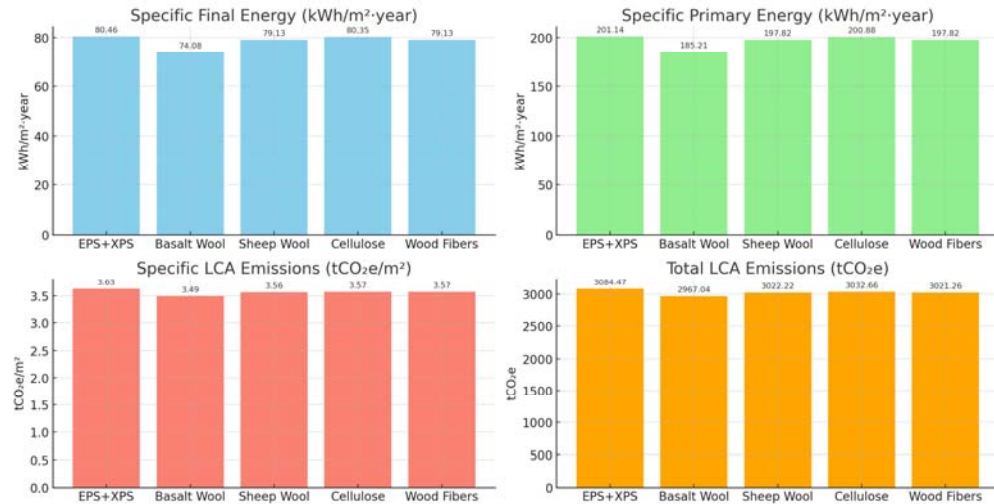 Specific Final Energy (kWh/m²·year)
80.46 74.08 79.13 80.35 79.13
80
60
40
20
0
kWh/m²·year
EPS+XPS Basalt Wool Sheep Wool Cellulose Wood Fibers
Specific Primary Energy (kWh/m²·year)
201.14 185.21 197.82 200.88 197.82
200
150
100
50
0
kWh/m²·year
EPS+XPS Basalt Wool Sheep Wool Cellulose Wood Fibers
Specific LCA Emissions (tCO₂e/m²)
3.63 3.49 3.56 3.57 3.57
3.5
3.0
2.5
2.0
1.5
1.0
0.5
0.0
tCO₂e/m²
EPS+XPS Basalt Wool Sheep Wool Cellulose Wood Fibers
Total LCA Emissions (tCO₂e)
3084.47 2967.04 3022.22 3032.66 3021.26
3000
2500
2000
1500
1000
500
0
tCO₂e
EPS+XPS Basalt Wool Sheep Wool Cellulose Wood Fibers